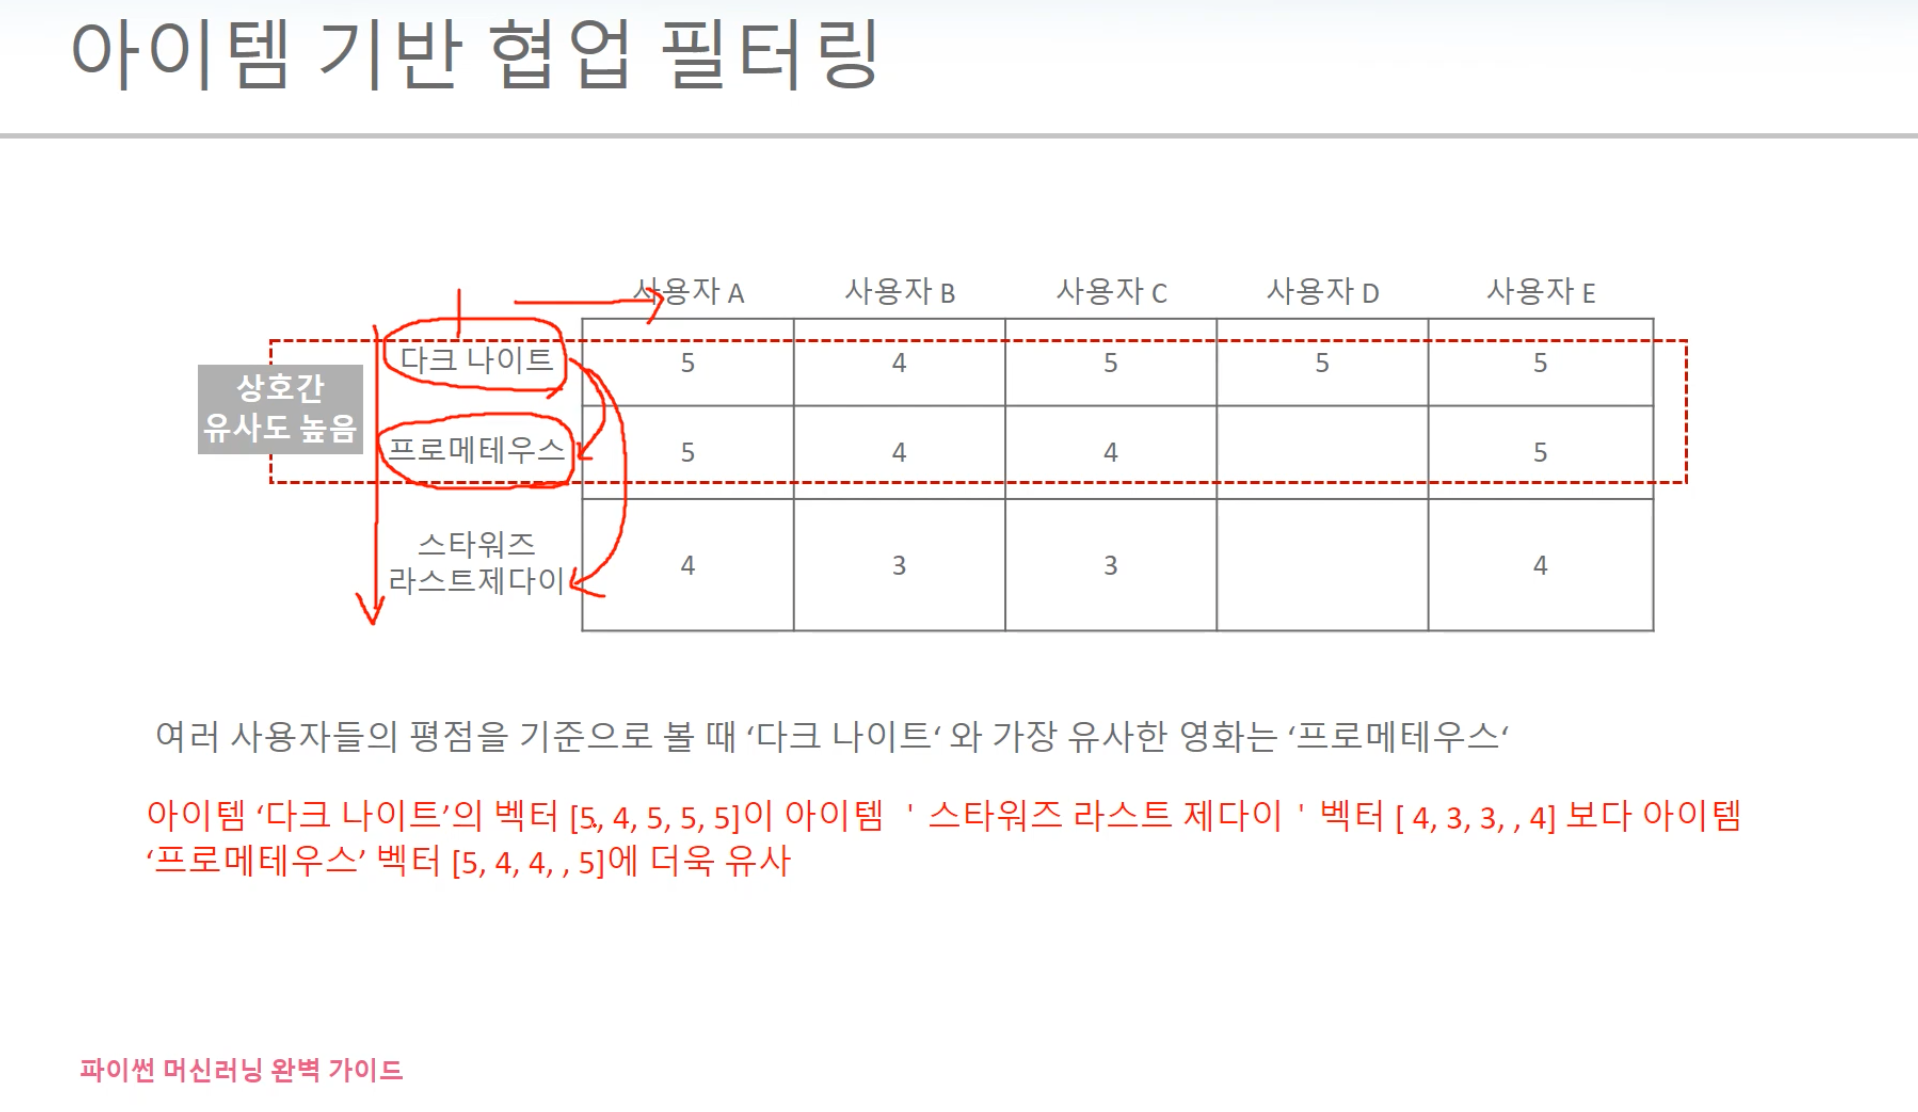 아이템 기반 협업 필터링
사용자 A 사용자 B 사용자 C 사용자 D 사용자 E
다크 나이트 5 4 5 5 5
상호간
유사도 높음
프로메테우스 5 4 4 5
스타워즈
라스트제다이 4 3 3 4
여러 사용자들의 평점을 기준으로 볼 때 ‘다크 나이트‘ 와 가장 유사한 영화는 ‘프로메테우스‘
아이템 ‘다크 나이트’의 벡터 [5, 4, 5, 5, 5]이 아이템 ' 스타워즈 라스트 제다이 ' 벡터 [ 4, 3, 3, , 4] 보다 아이템
‘프로메테우스’ 벡터 [5, 4, 4, , 5]에 더욱 유사
파이썬 머신러닝 완벽 가이드